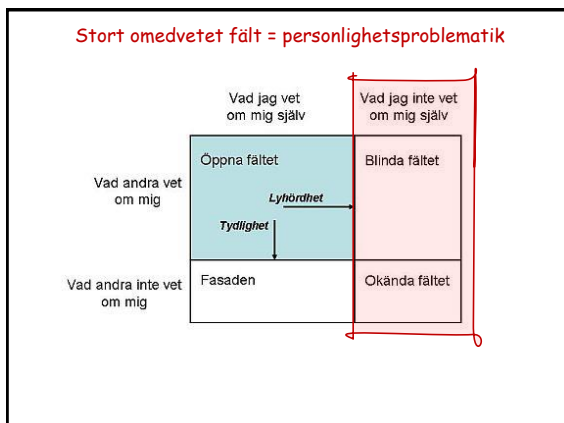 Stort omedvetet fält = personlighetsproblematik
Vad jag vet
om mig själv
Vad jag inte vet
om mig själv
Vad andra vet
om mig
Öppna fältet
Blinda fältet
Lyhördhet
Tydlighet
Vad andra inte vet
om mig
Fasaden
Okända fältet